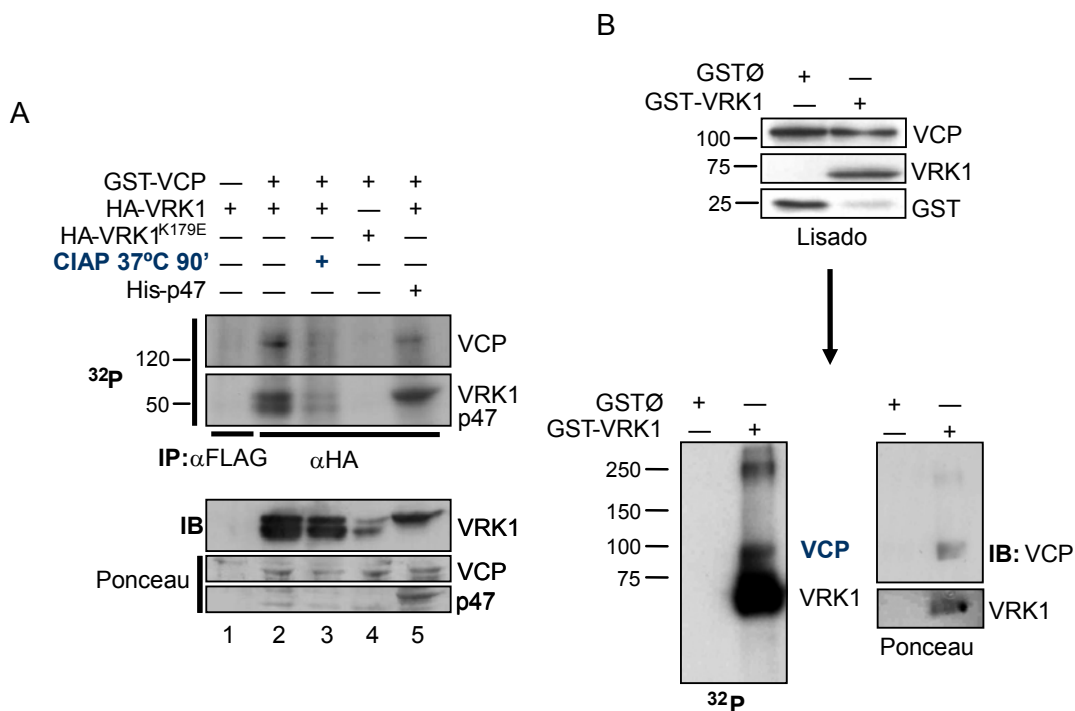 A
GST-VCP — + + + +
HA-VRK1 + + + — +
HA-VRK1K179E — — — + —
CIAP 37ºC 90’ — — + — —
His-p47 — — — — +
32P
120
VCP
50
VRK1
p47
IP: αFLAG αHA
IB
VRK1
Ponceau
VCP
p47
1 2 3 4 5
B
GSTØ + —
GST-VRK1 — +
100 VCP
75 VRK1
25 GST
Lisado
GSTØ + —
GST-VRK1 — +
250
150
100
75
VCP
VRK1
32P
+ —
— +
IB: VCP
VRK1
Ponceau